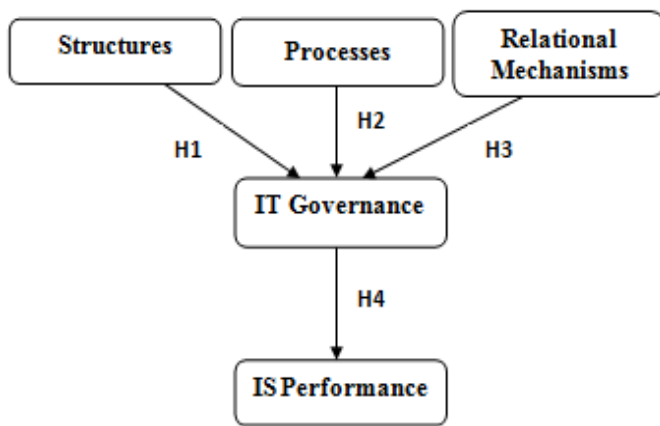 Structures
Processes
Relational
Mechanisms
H1
H2
H3
IT Governance
H4
IS Performance